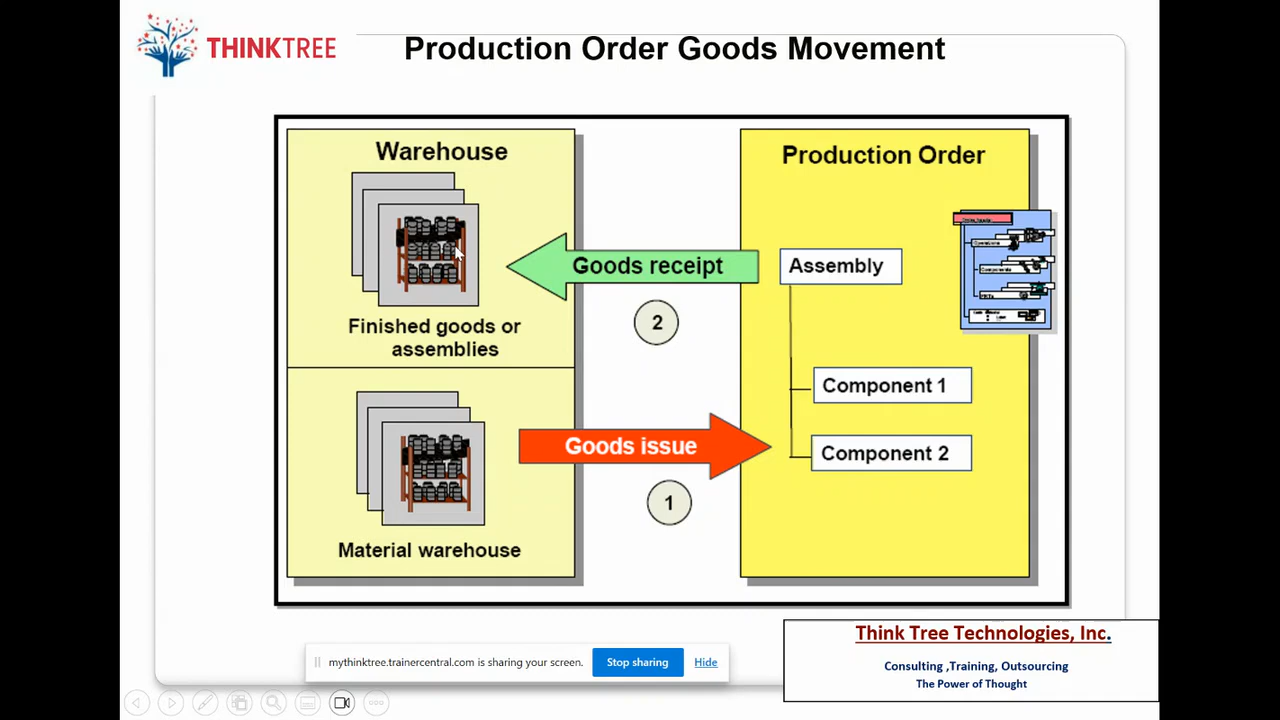 THINKTREE
Production Order Goods Movement
Warehouse
Production Order
Goods receipt
Assembly
2
Finished goods or
assemblies
Component 1
Goods issue
Component 2
1
Material warehouse
Think Tree Technologies, Inc.
Consulting ,Training, Outsourcing
The Power of Thought
mythinktree.trainercentral.com is sharing your screen.
Stop sharing
Hide